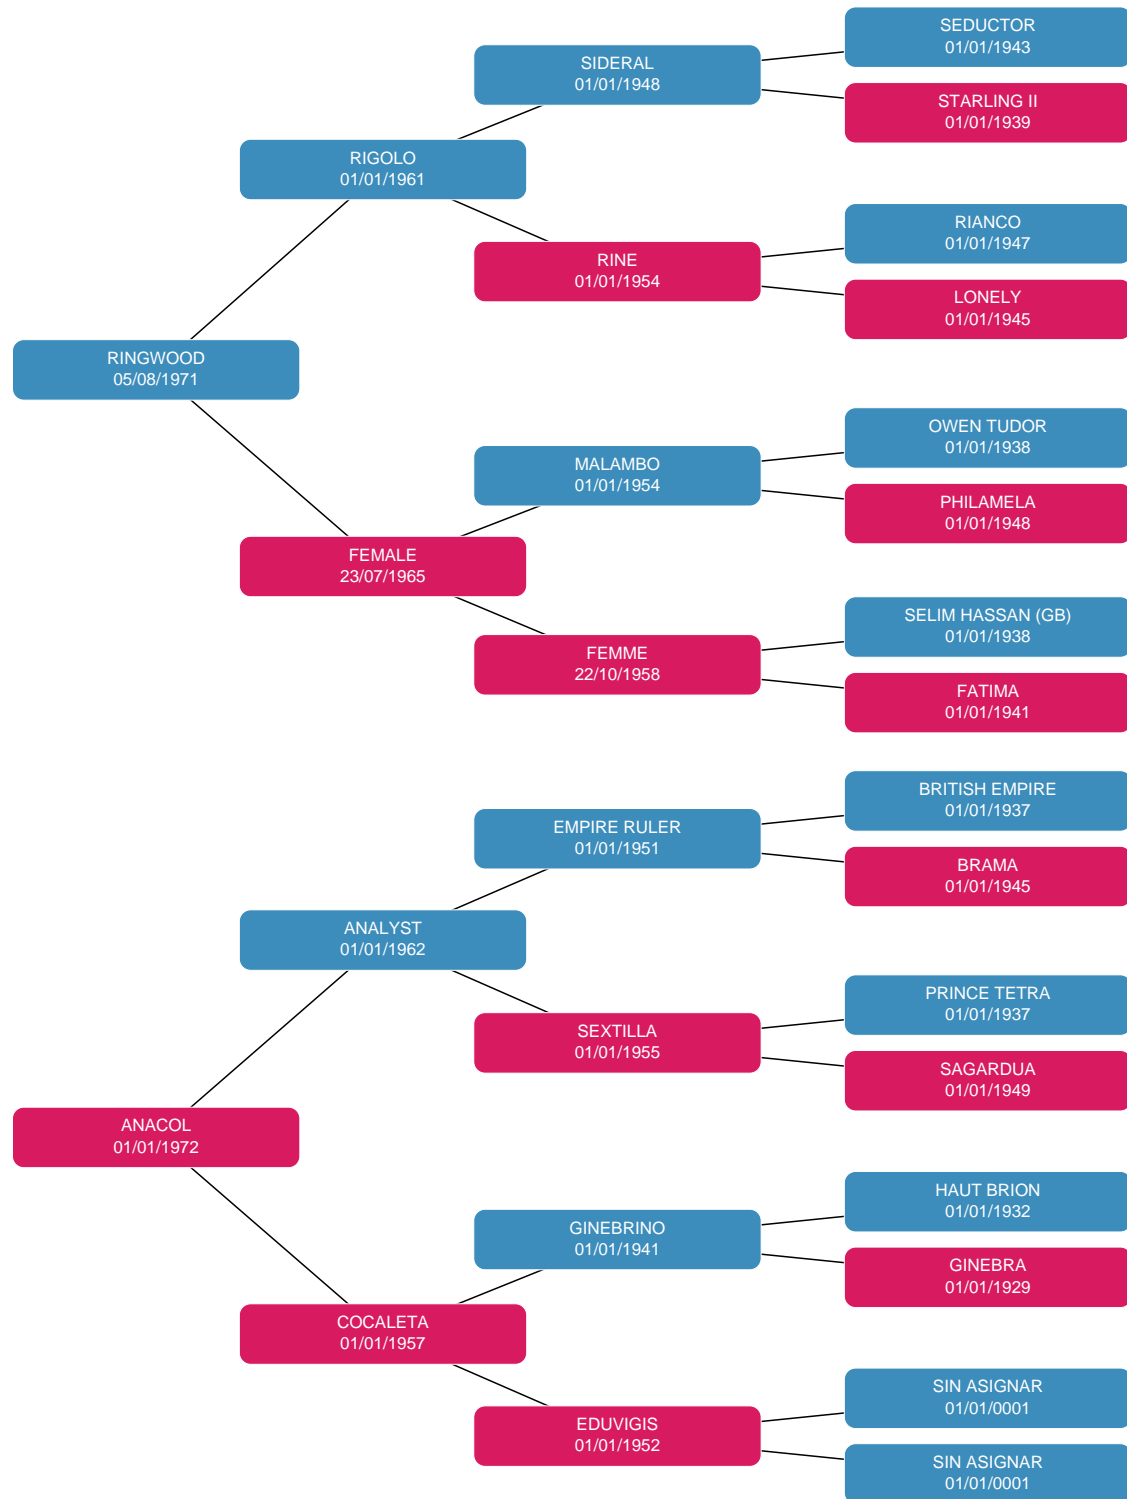 SEDUCTOR
01/01/1943
SIDERAL
01/01/1948
STARLING II
01/01/1939
RIGOLO
01/01/1961
RIANCO
01/01/1947
RINE
01/01/1954
LONELY
01/01/1945
RINGWOOD
05/08/1971
OWEN TUDOR
01/01/1938
MALAMBO
01/01/1954
PHILAMELA
01/01/1948
FEMALE
23/07/1965
SELIM HASSAN (GB)
01/01/1938
FEMME
22/10/1958
FATIMA
01/01/1941
BRITISH EMPIRE
01/01/1937
EMPIRE RULER
01/01/1951
BRAMA
01/01/1945
ANALYST
01/01/1962
PRINCE TETRA
01/01/1937
SEXTILLA
01/01/1955
SAGARDUA
01/01/1949
ANACOL
01/01/1972
HAUT BRION
01/01/1932
GINEBRINO
01/01/1941
GINEBRA
01/01/1929
COCALETA
01/01/1957
SIN ASIGNAR
01/01/0001
EDUVIGIS
01/01/1952
SIN ASIGNAR
01/01/0001